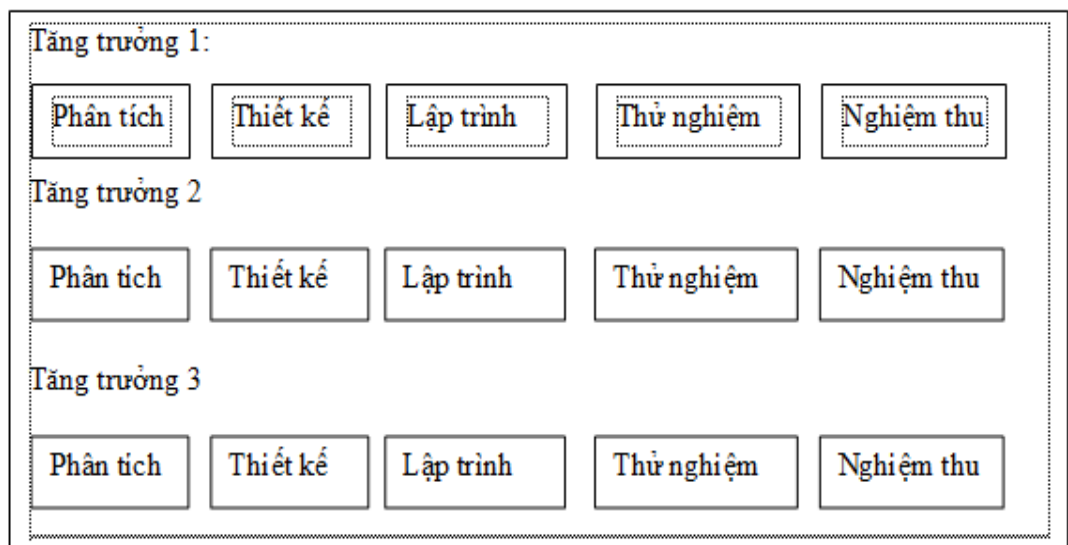 Tăng trưởng 1:
Phân tích Thiết kế Lập trình Thử nghiệm Nghiệm thu
Tăng trưởng 2
Phân tích Thiết kế Lập trình Thử nghiệm Nghiệm thu
Tăng trưởng 3
Phân tích Thiết kế Lập trình Thử nghiệm Nghiệm thu